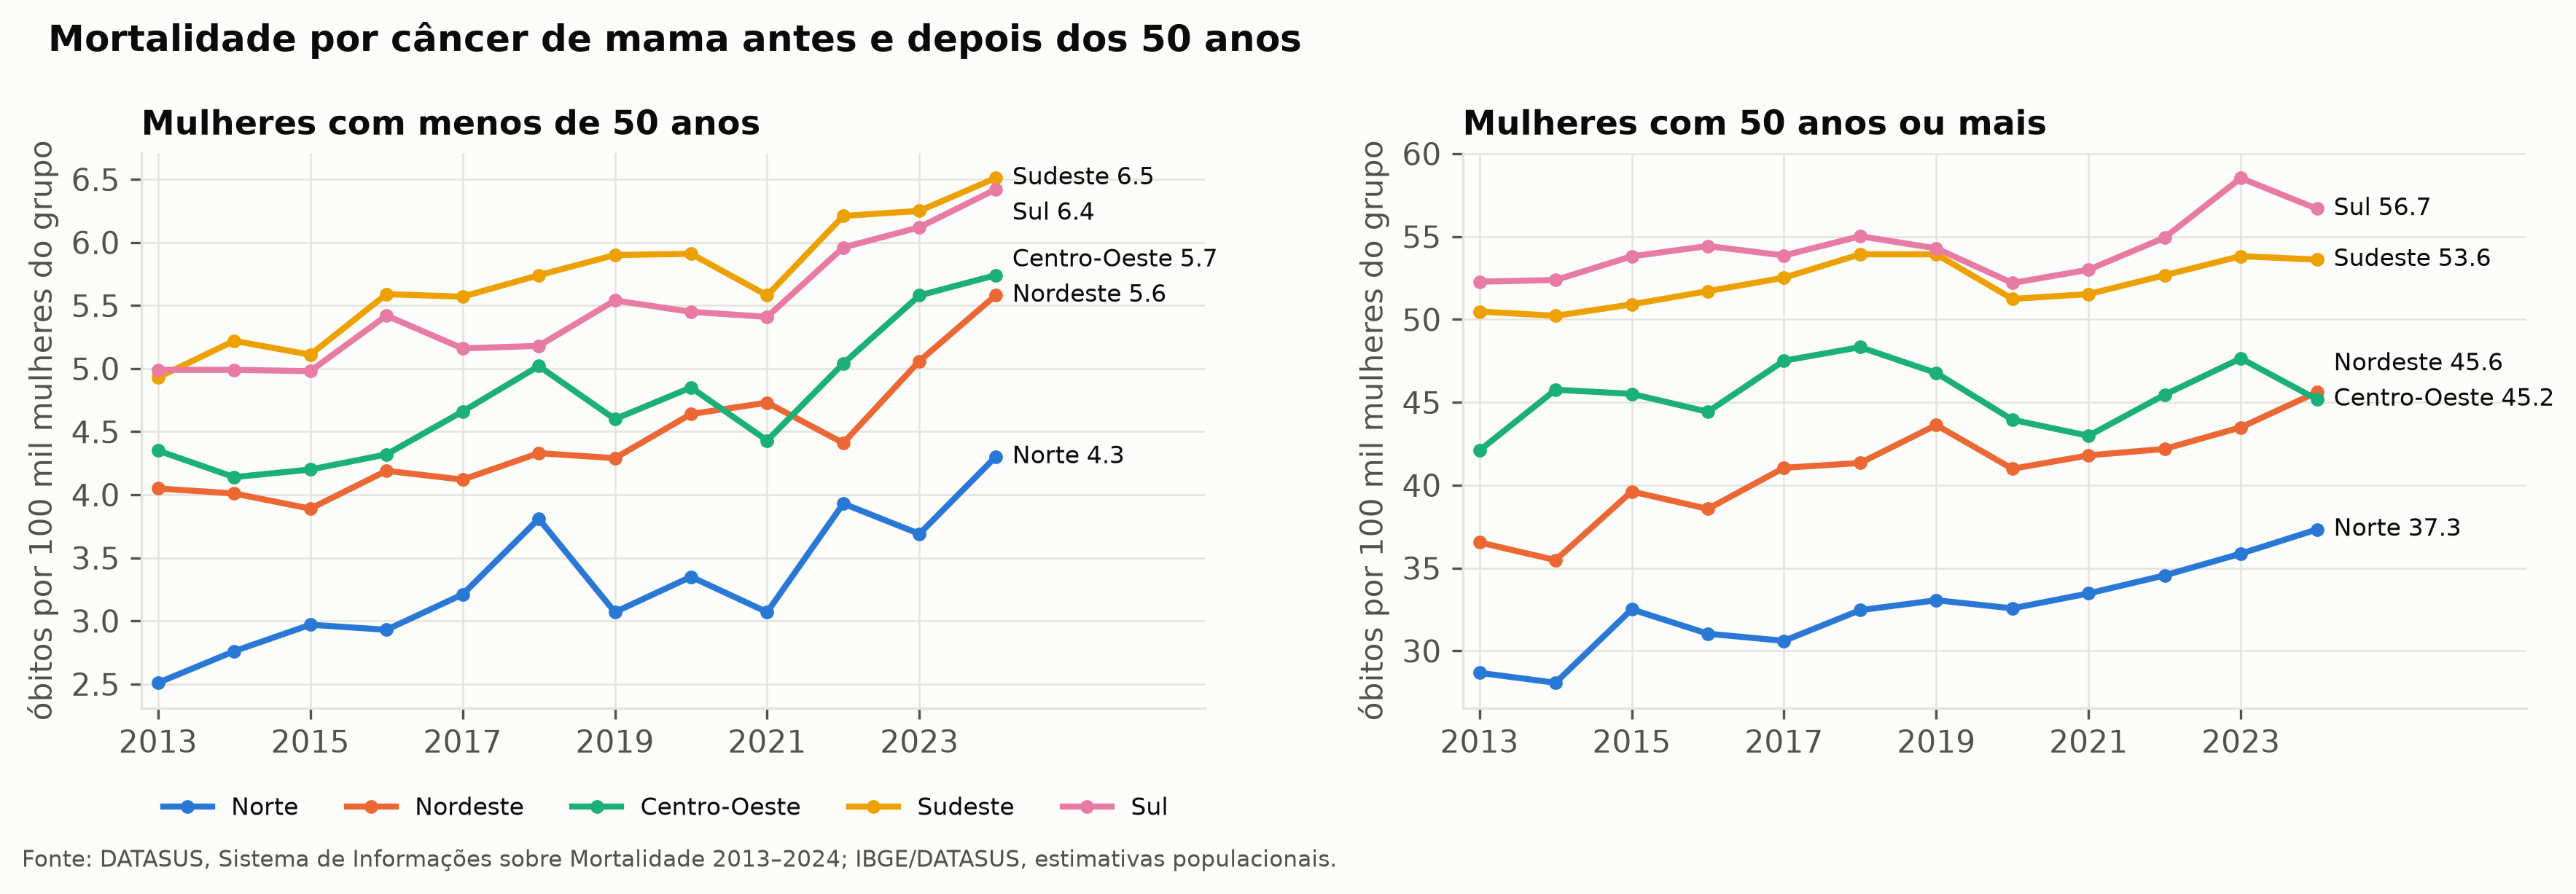 Mortalidade por câncer de mama antes e depois dos 50 anos
Mulheres com menos de 50 anos
óbitos por 100 mil mulheres do grupo
6.5
6.0
5.5
5.0
4.5
4.0
3.5
3.0
2.5
Sudeste 6.5
Sul 6.4
Centro-Oeste 5.7
Nordeste 5.6
Norte 4.3
2013 2015 2017 2019 2021 2023
Mulheres com 50 anos ou mais
óbitos por 100 mil mulheres do grupo
60
55
50
45
40
35
30
Sul 56.7
Sudeste 53.6
Nordeste 45.6
Centro-Oeste 45.2
Norte 37.3
2013 2015 2017 2019 2021 2023
Norte Nordeste Centro-Oeste Sudeste Sul
Fonte: DATASUS, Sistema de Informações sobre Mortalidade 2013–2024; IBGE/DATASUS, estimativas populacionais.